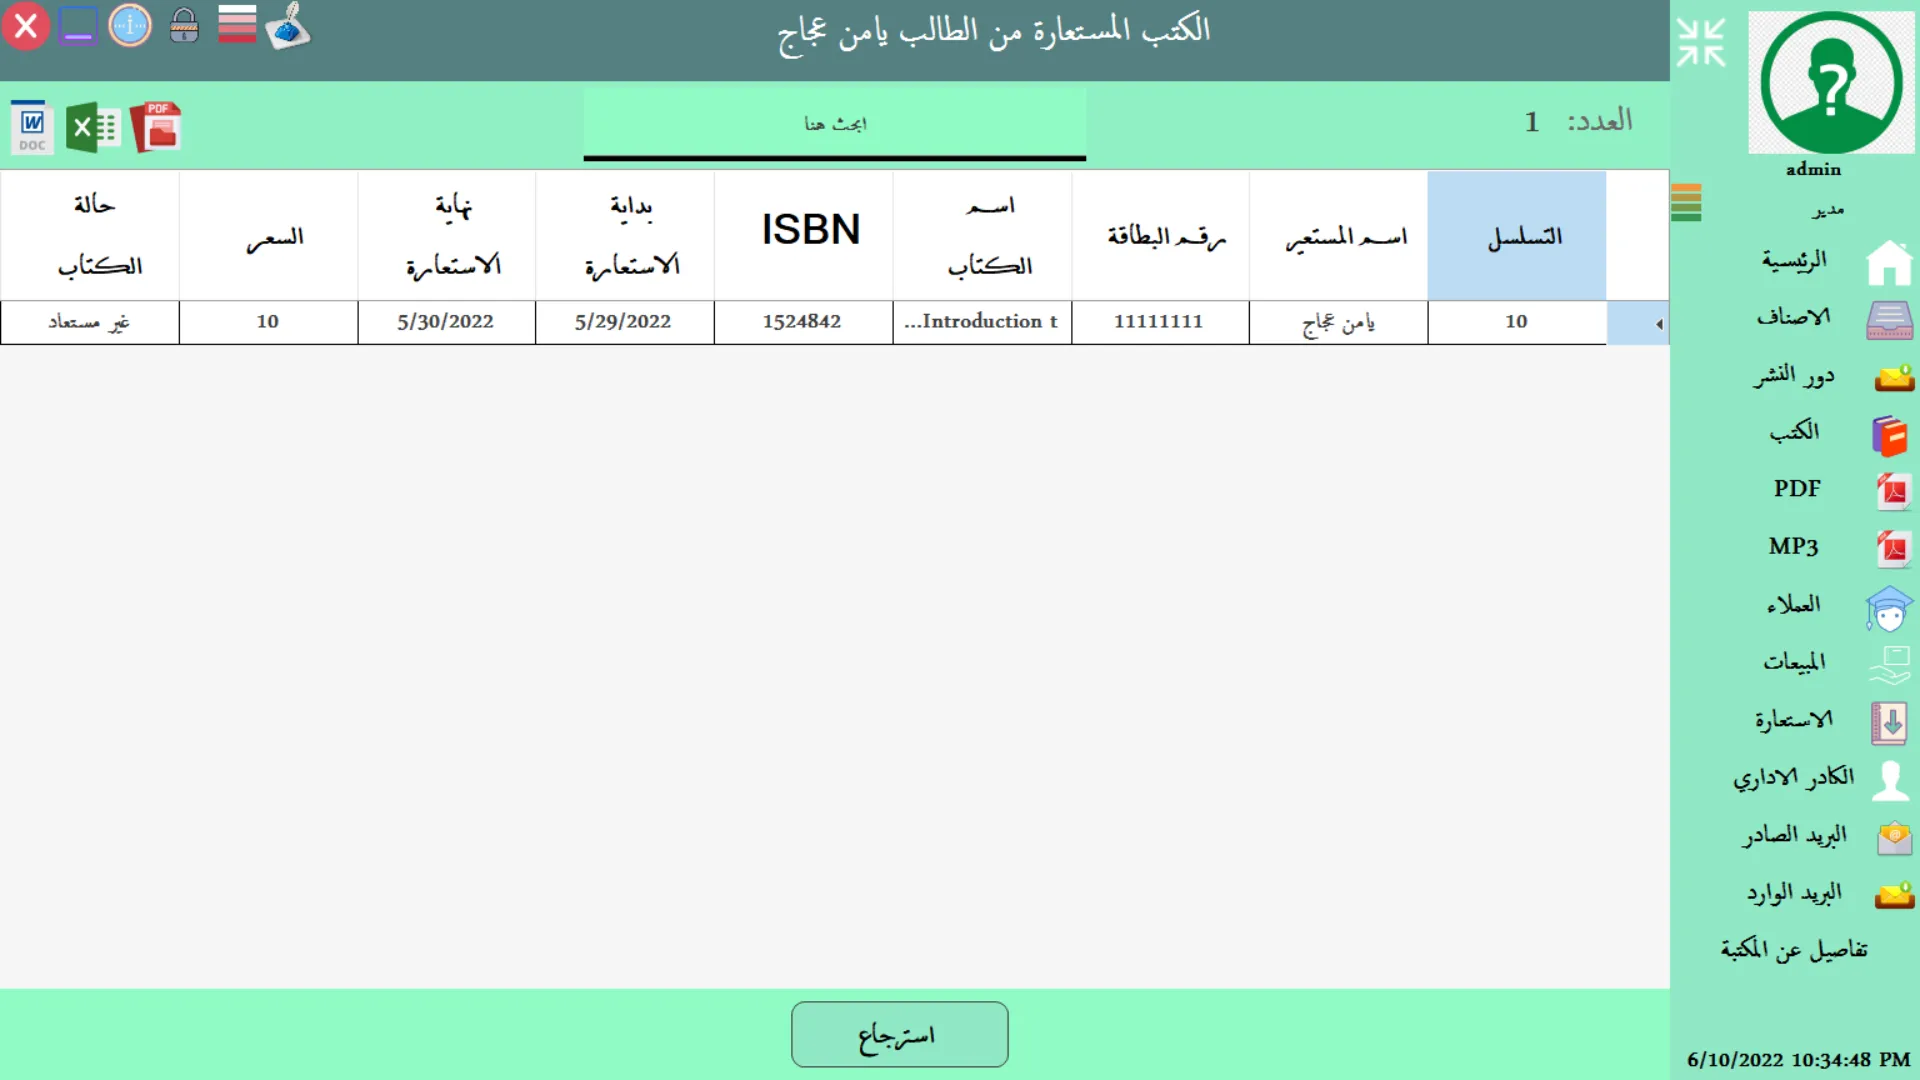 الكتب المستعارة من الطالب يامن عجاج
admin
مدير
العدد: 1
ابحث هنا
PDF
W
DOC
X
التسلسل
اسم المستعير
رقم البطاقة
اسم الكتاب
ISBN
بداية الاستعارة
نهاية الاستعارة
السعر
حالة الكتاب
10
يامن عجاج
11111111
...Introduction t
1524842
5/29/2022
5/30/2022
10
غير مستعاد
الرئيسية
الاصناف
دور النشر
الكتب
PDF
MP3
العملاء
المبيعات
الاستعارة
الكادر الاداري
البريد الصادر
البريد الوارد
تفاصيل عن المكتبة
استرجاع
6/10/2022 10:34:48 PM